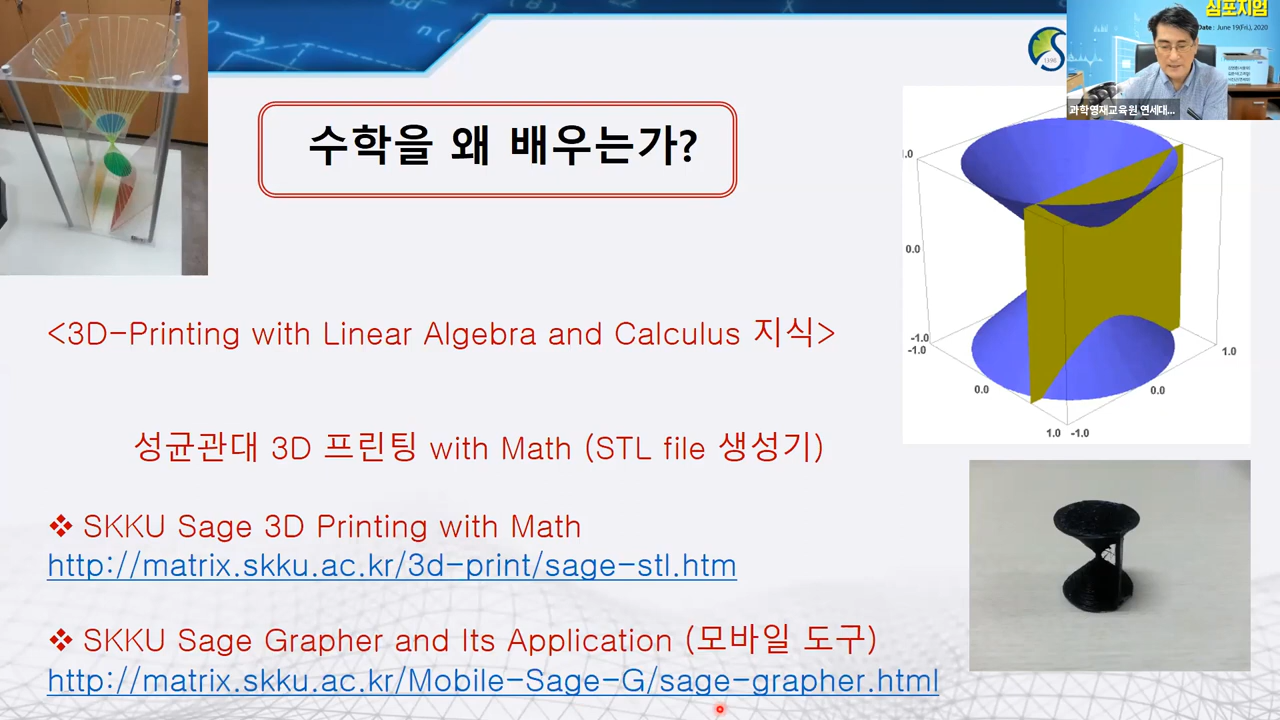 심포지엄
Date : June 19(Fri.), 2020
과학영재교육원 연세대...
수학을 왜 배우는가?
1.0
0.0
-1.0
-1.0
0.0
1.0
-1.0
0.0
1.0
<3D-Printing with Linear Algebra and Calculus 지식>
성균관대 3D 프린팅 with Math (STL file 생성기)
❖ SKKU Sage 3D Printing with Math
http://matrix.skku.ac.kr/3d-print/sage-stl.htm
❖ SKKU Sage Grapher and Its Application (모바일 도구)
http://matrix.skku.ac.kr/Mobile-Sage-G/sage-grapher.html